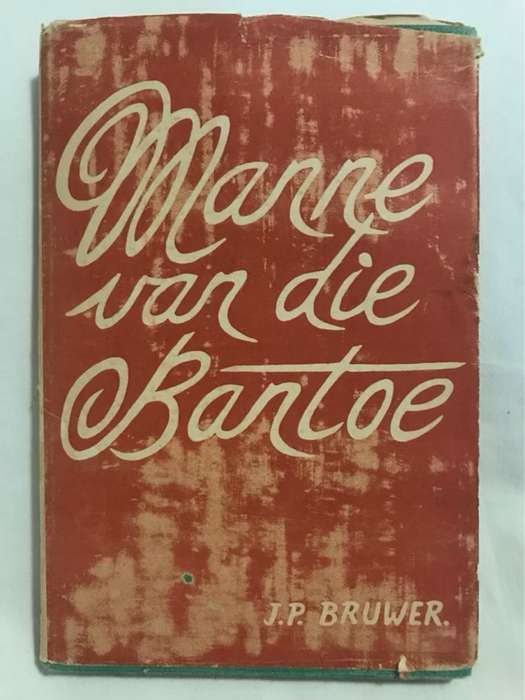 Manne
van die
Bantoe
J.P. BRUWER.